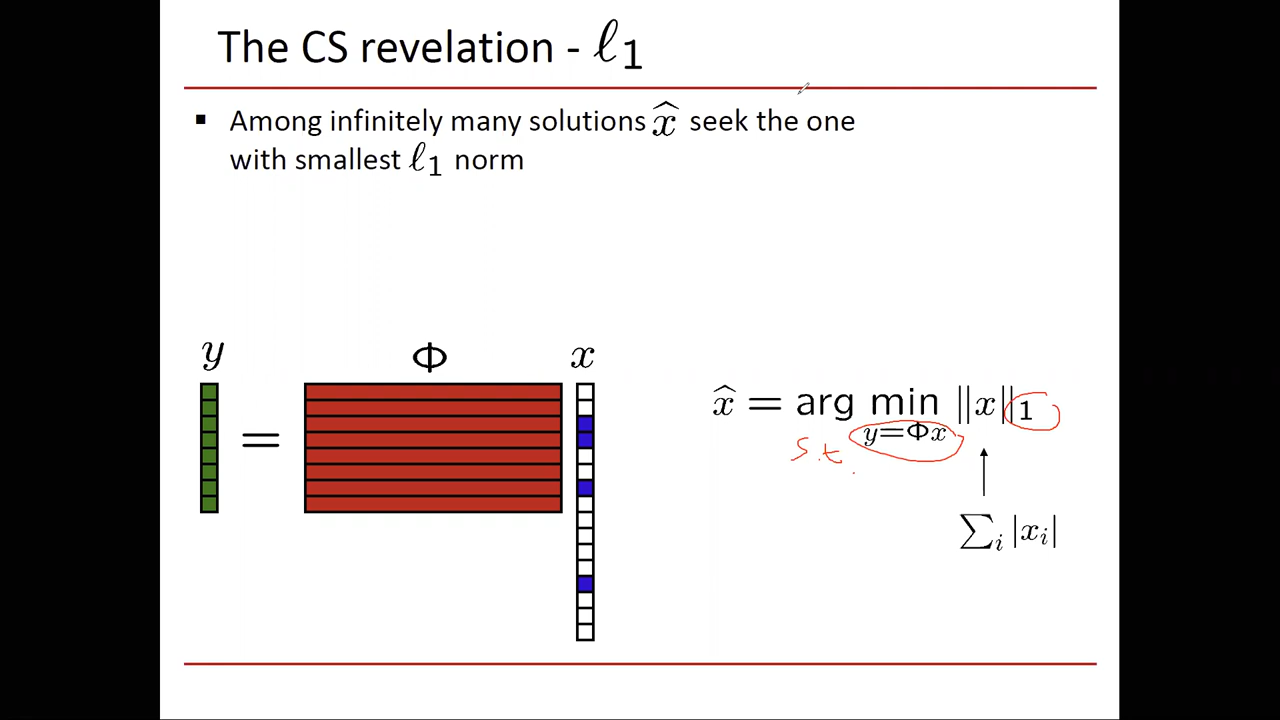 The CS revelation - ℓ₁
▪ Among infinitely many solutions x̂ seek the one
with smallest ℓ₁ norm
y Φ x
=
x̂ = arg min ‖x‖₁
s.t. y=Φx
∑ᵢ |xᵢ|